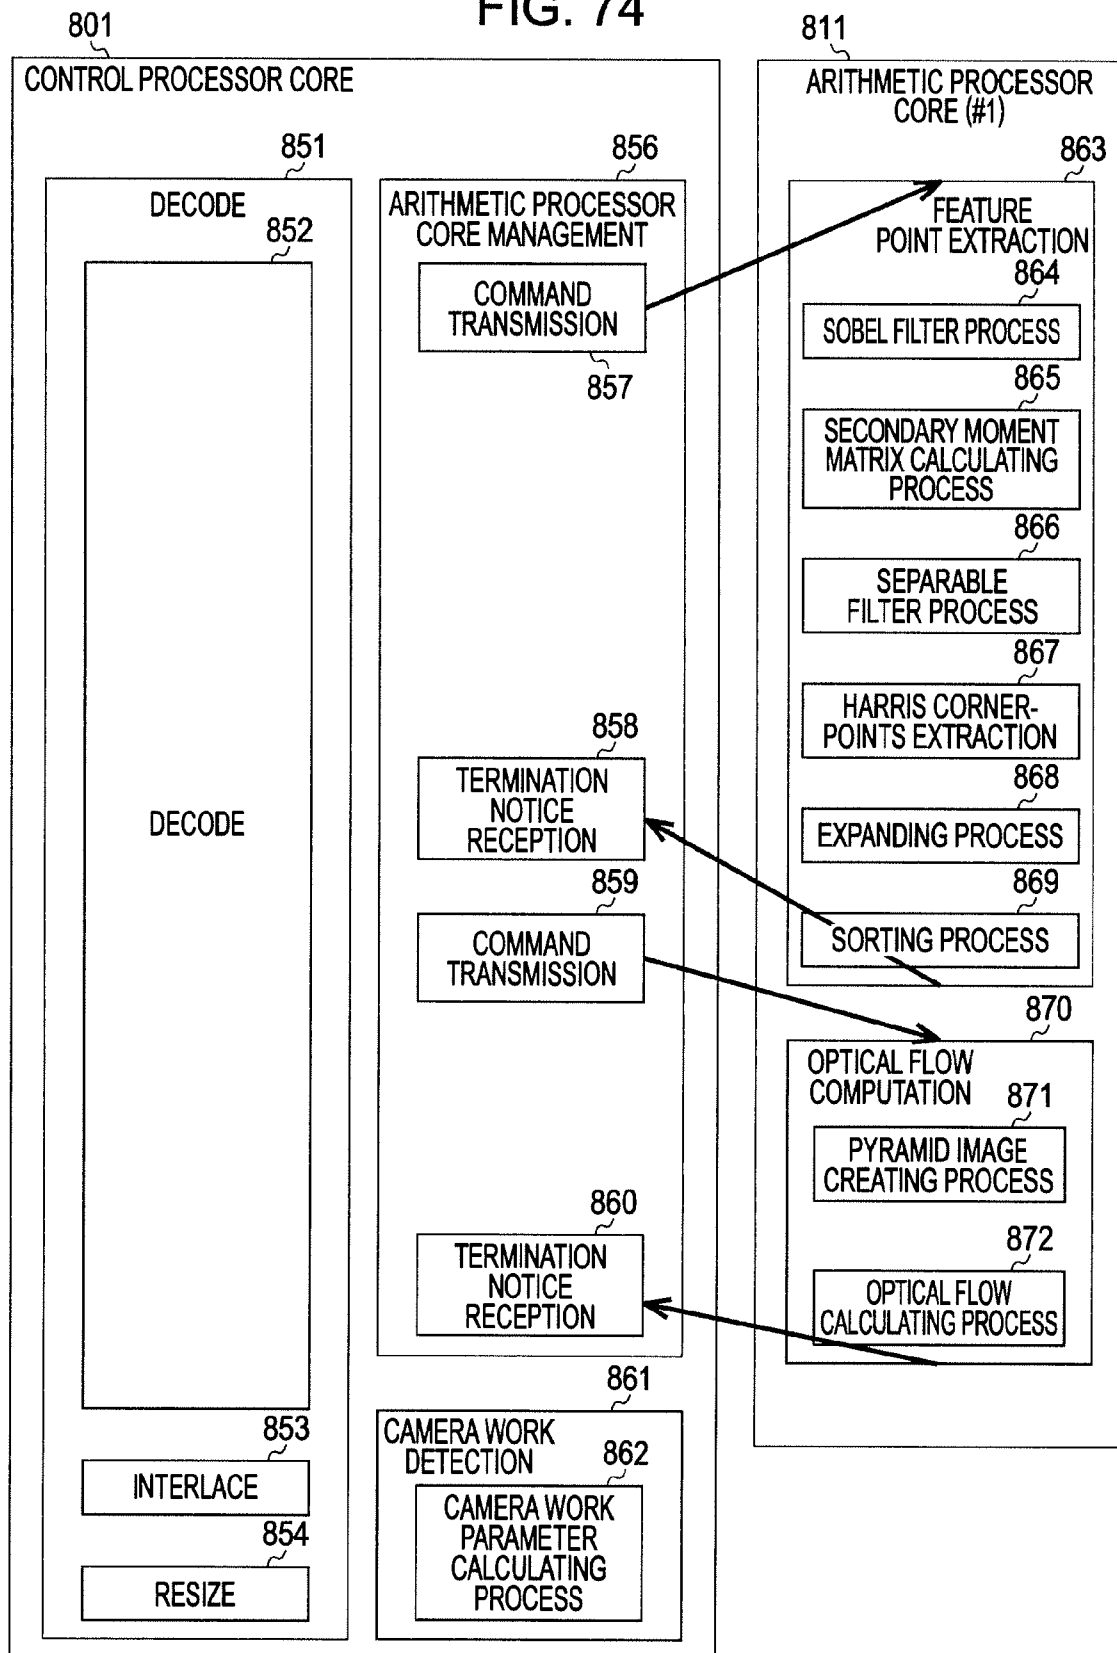 FIG. 74
801
CONTROL PROCESSOR CORE
851
DECODE
852
DECODE
853
INTERLACE
854
RESIZE
856
ARITHMETIC PROCESSOR
CORE MANAGEMENT
COMMAND
TRANSMISSION
857
858
TERMINATION
NOTICE
RECEPTION
859
COMMAND
TRANSMISSION
860
TERMINATION
NOTICE
RECEPTION
861
CAMERA WORK
DETECTION
862
CAMERA WORK
PARAMETER
CALCULATING
PROCESS
811
ARITHMETIC PROCESSOR
CORE (#1)
863
FEATURE
POINT EXTRACTION
864
SOBEL FILTER PROCESS
865
SECONDARY MOMENT
MATRIX CALCULATING
PROCESS
866
SEPARABLE
FILTER PROCESS
867
HARRIS CORNER-
POINTS EXTRACTION
868
EXPANDING PROCESS
869
SORTING PROCESS
870
OPTICAL FLOW
COMPUTATION
871
PYRAMID IMAGE
CREATING PROCESS
872
OPTICAL FLOW
CALCULATING PROCESS